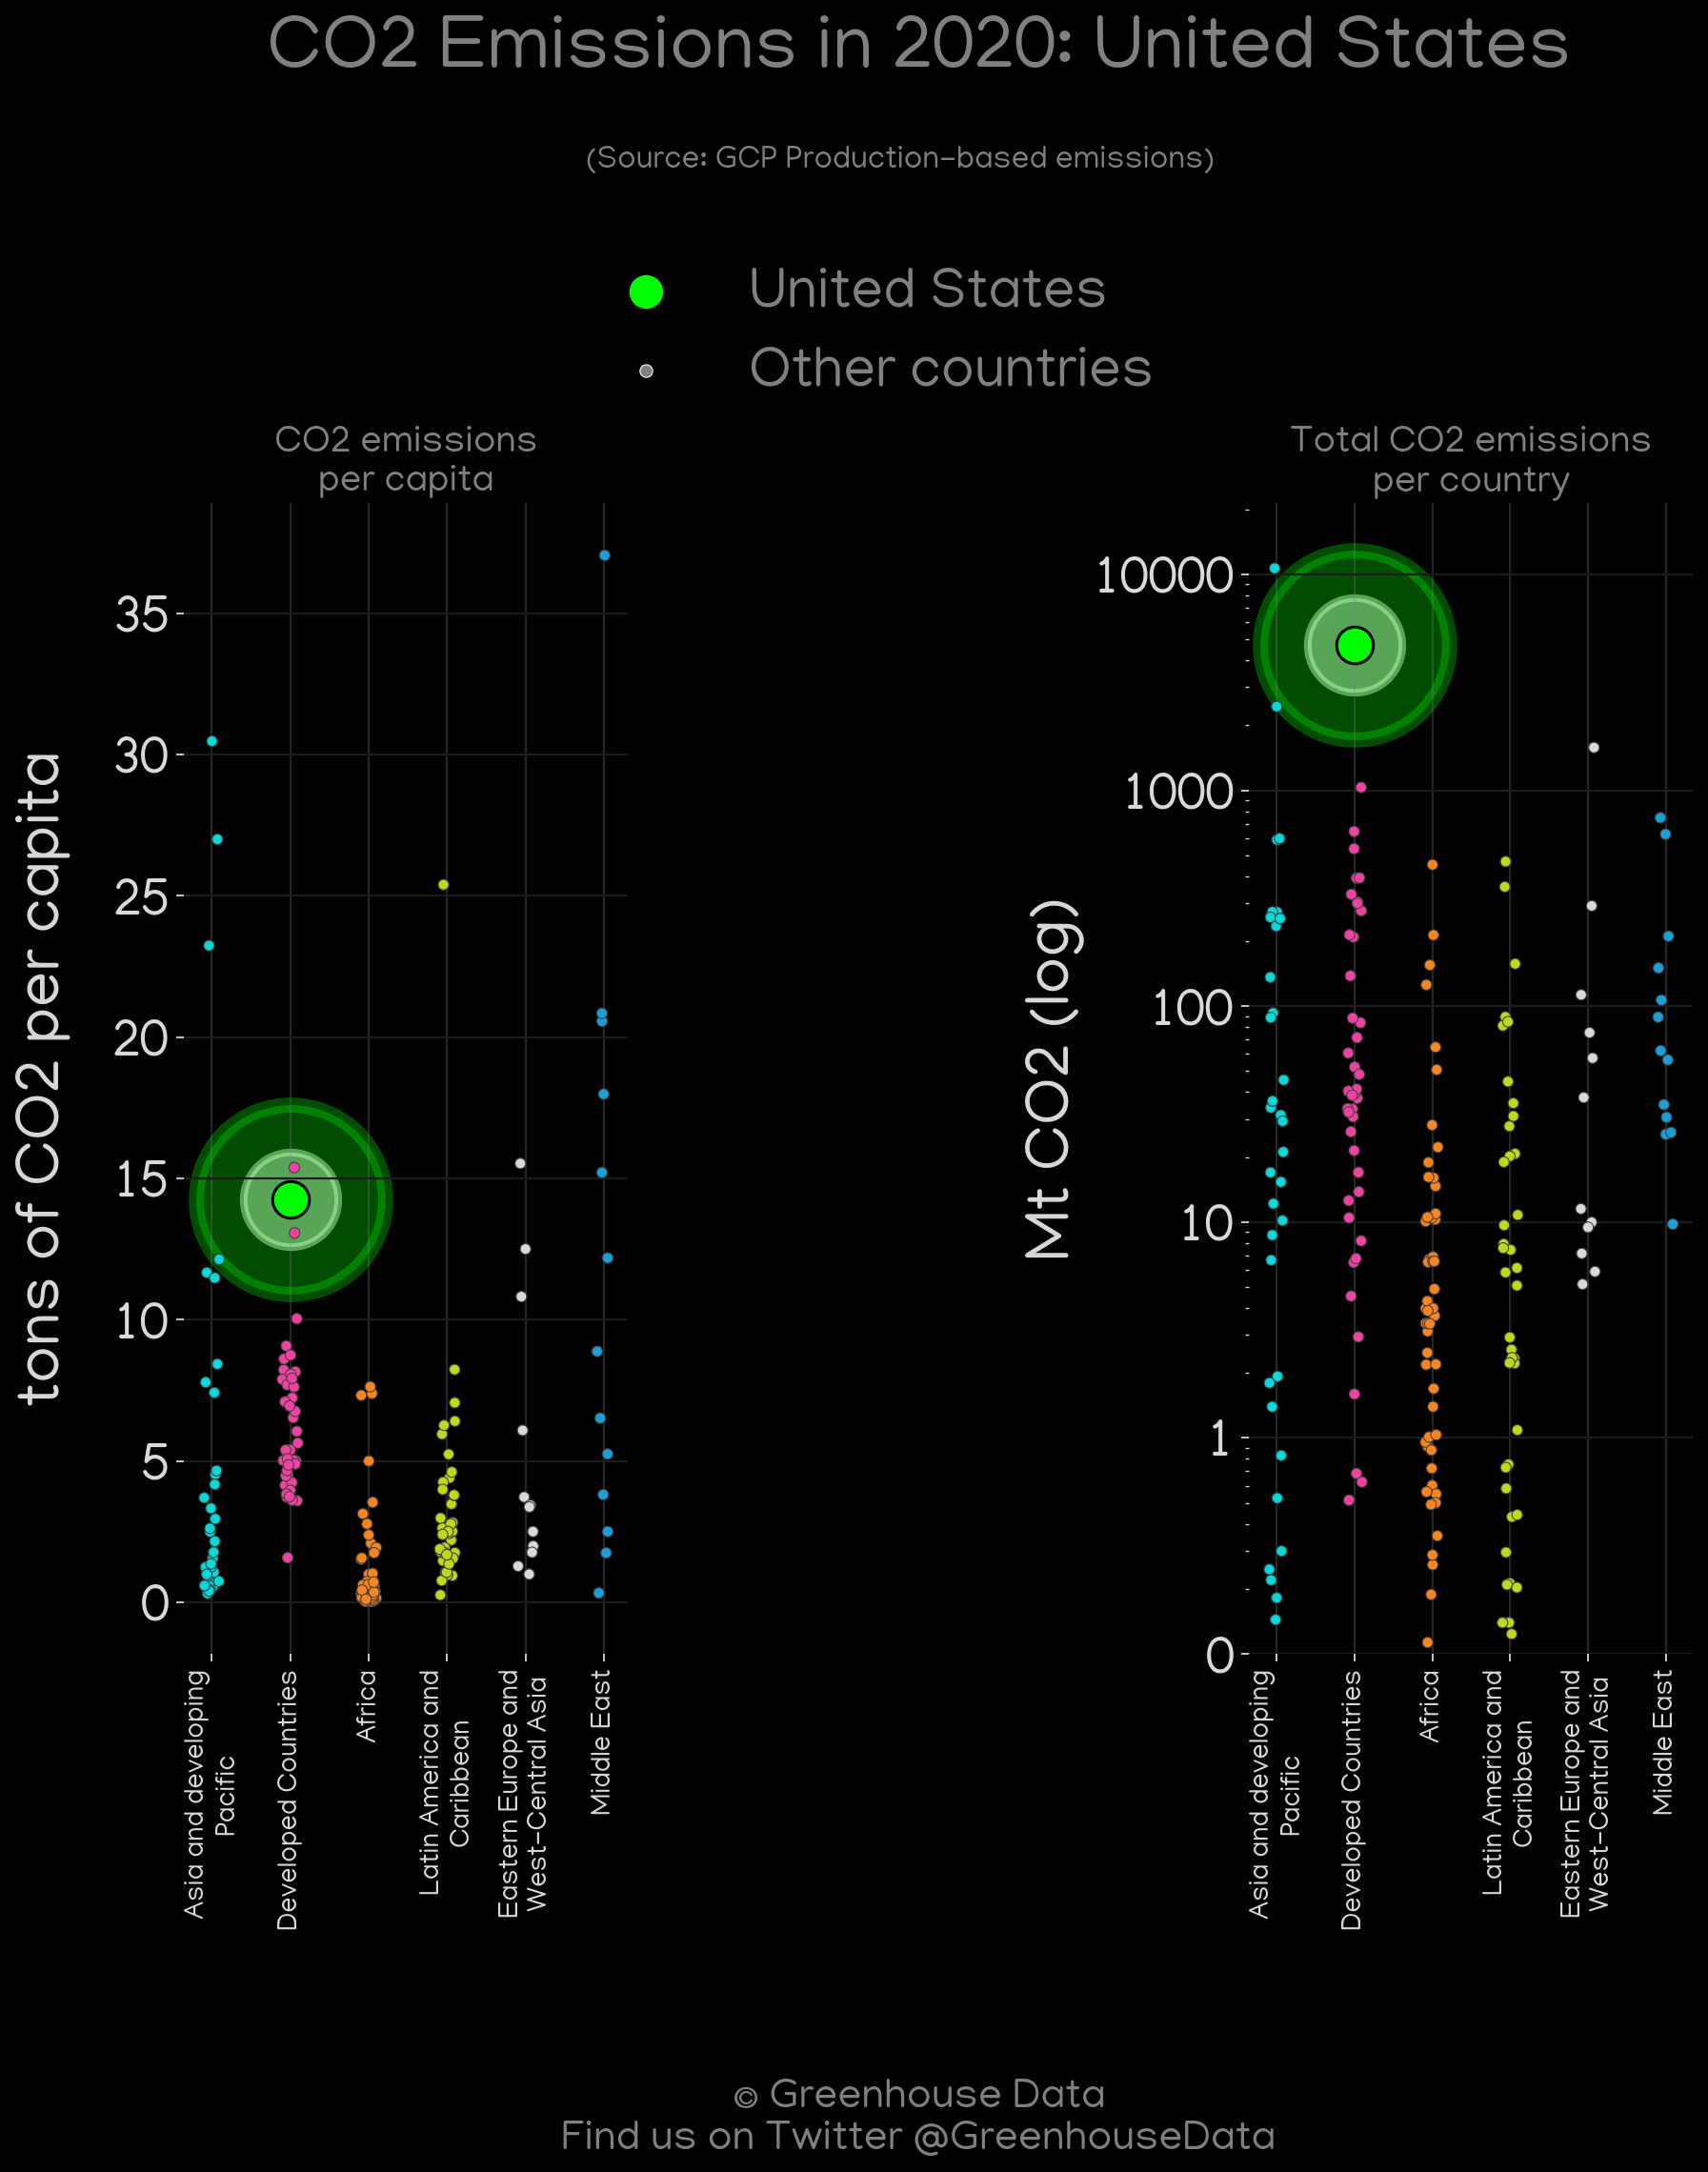 CO2 Emissions in 2020: United States
(Source: GCP Production-based emissions)
United States
Other countries
CO2 emissions
per capita
tons of CO2 per capita
35
30
25
20
15
10
5
0
Asia and developing
Pacific
Developed Countries
Africa
Latin America and
Caribbean
Eastern Europe and
West-Central Asia
Middle East
Total CO2 emissions
per country
Mt CO2 (log)
10000
1000
100
10
1
0
Asia and developing
Pacific
Developed Countries
Africa
Latin America and
Caribbean
Eastern Europe and
West-Central Asia
Middle East
© Greenhouse Data
Find us on Twitter @GreenhouseData